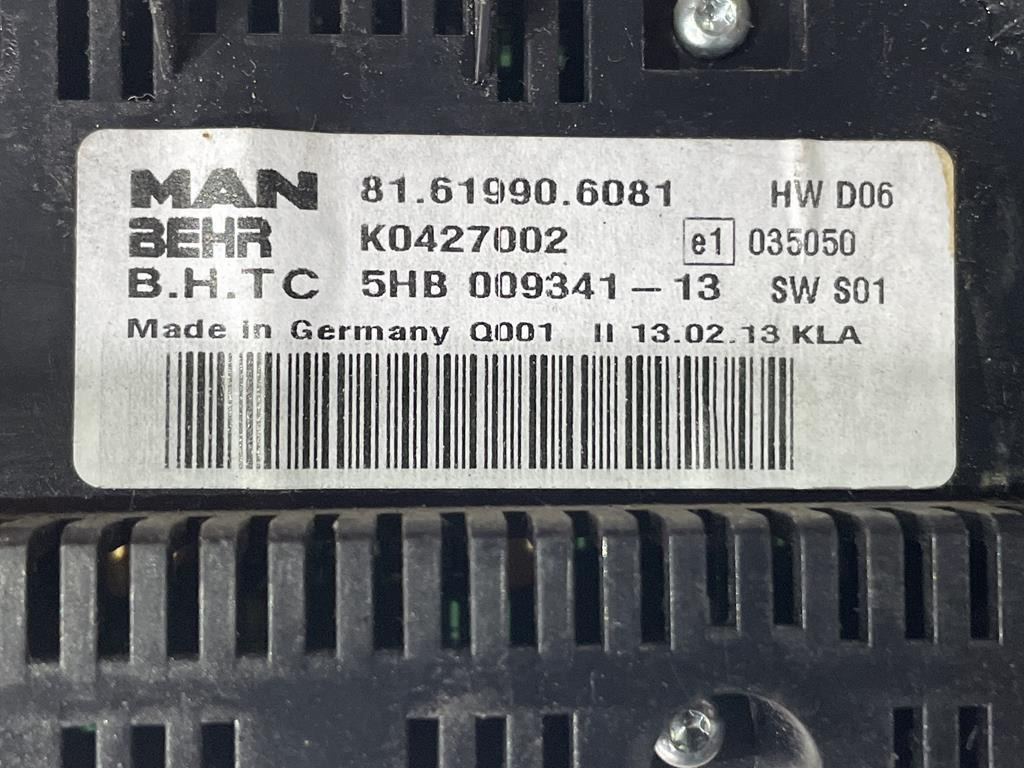 MAN 81.61990.6081 HW D06
BEHR K0427002 e1 035050
B.H.TC 5HB 009341-13 SW S01
Made in Germany Q001 II 13.02.13 KLA